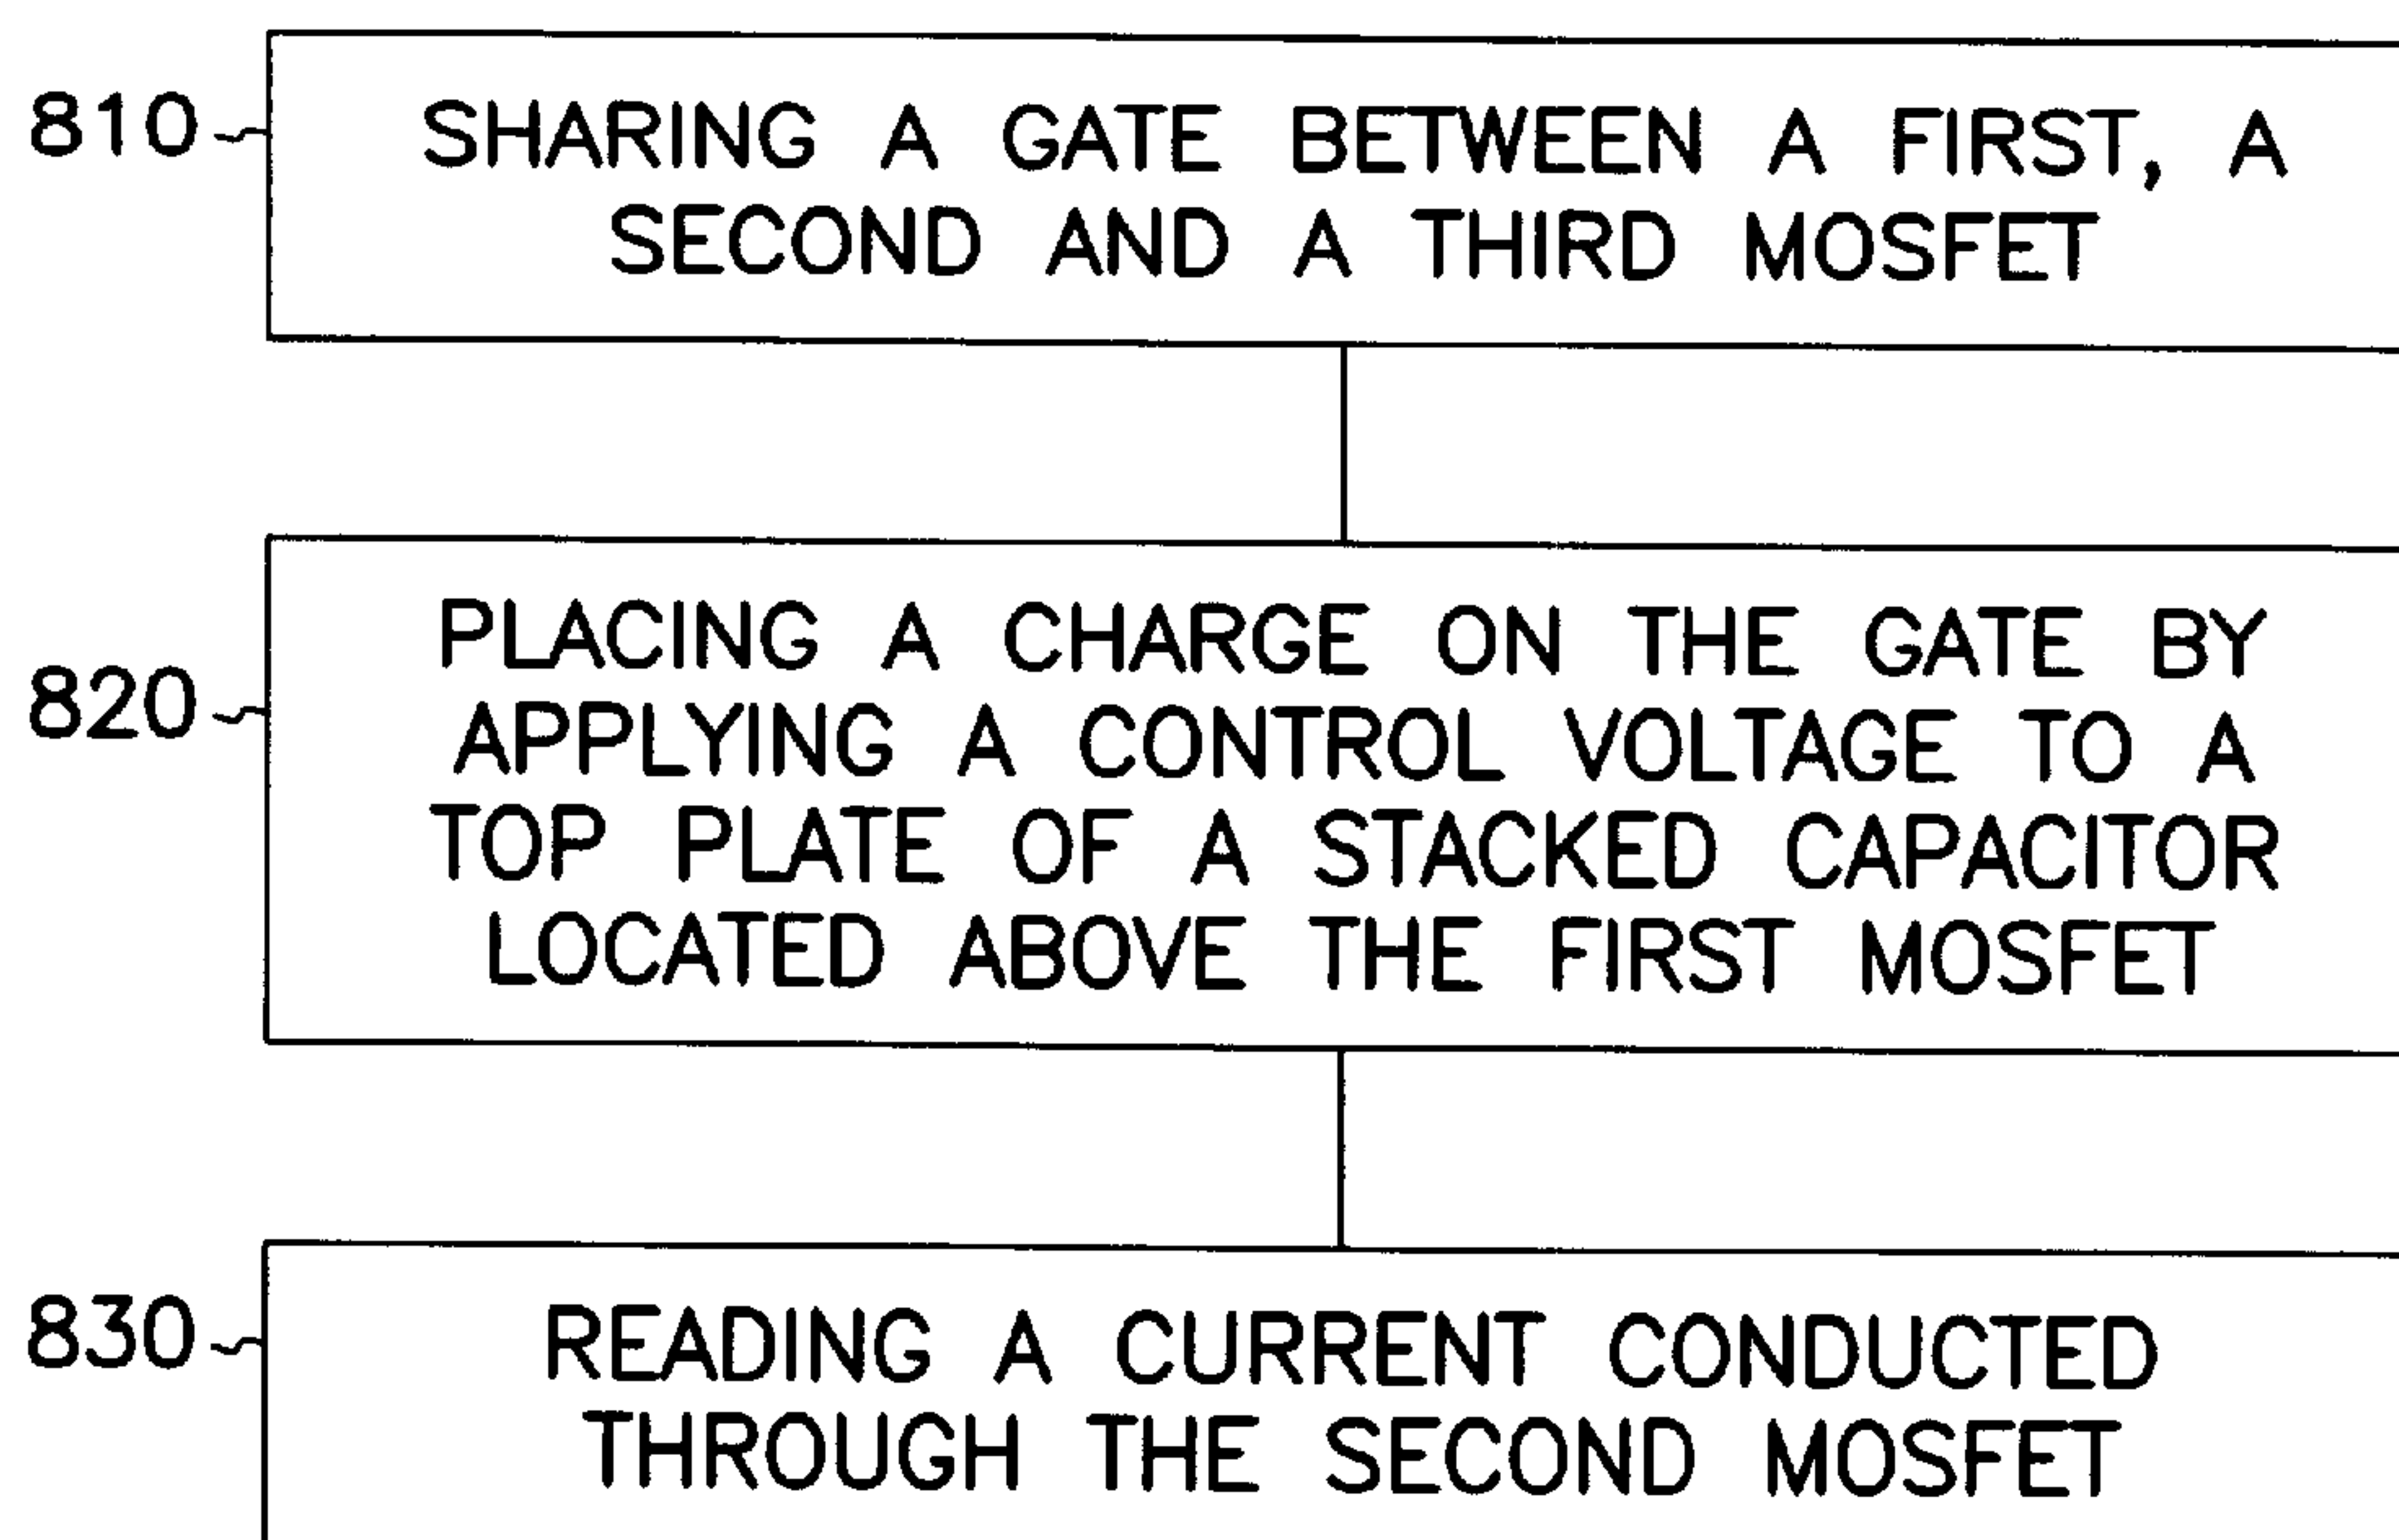 810
SHARING A GATE BETWEEN A FIRST, A
SECOND AND A THIRD MOSFET
820
PLACING A CHARGE ON THE GATE BY
APPLYING A CONTROL VOLTAGE TO A
TOP PLATE OF A STACKED CAPACITOR
LOCATED ABOVE THE FIRST MOSFET
830
READING A CURRENT CONDUCTED
THROUGH THE SECOND MOSFET